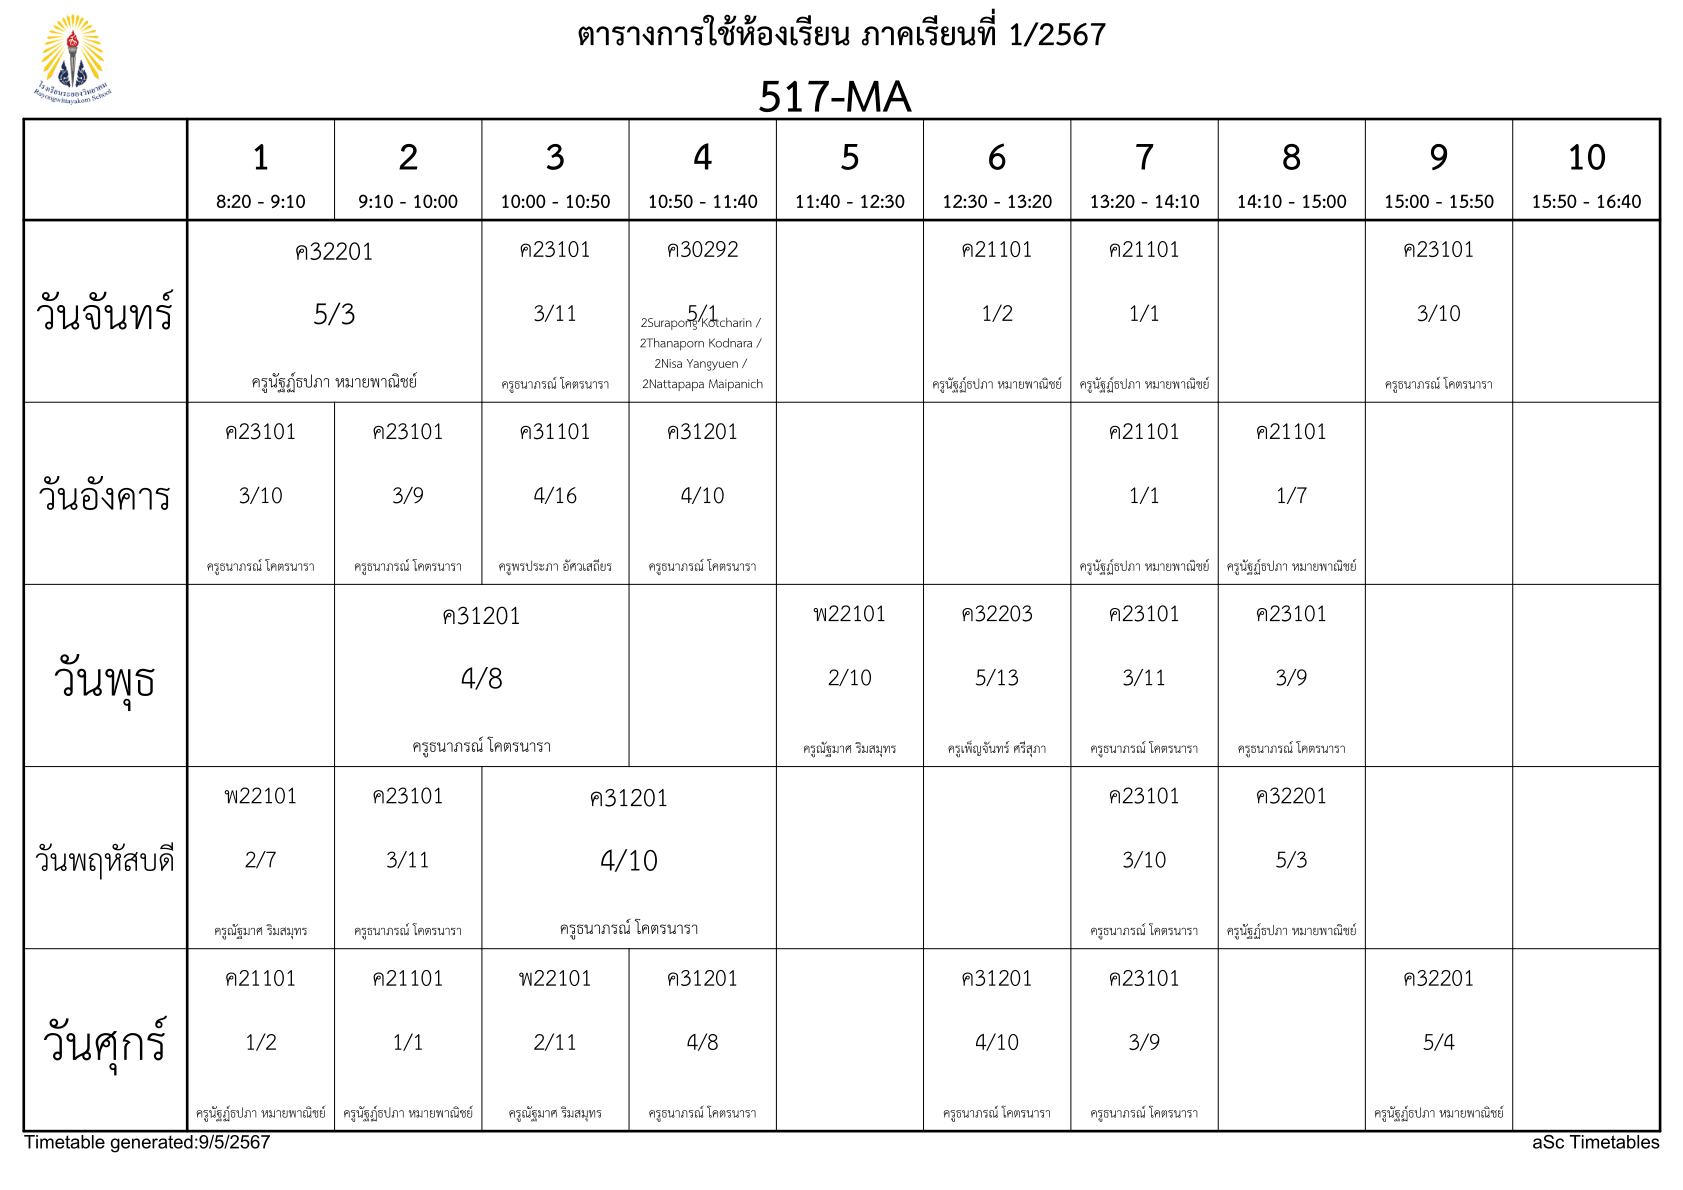 ตารางการใช้ห้องเรียน ภาคเรียนที่ 1/2567
โรงเรียนระยองวิทยาคม
Rayongwittayakom School
517-MA
1 2 3 4 5 6 7 8 9 10
8:20 - 9:10 9:10 - 10:00 10:00 - 10:50 10:50 - 11:40 11:40 - 12:30 12:30 - 13:20 13:20 - 14:10 14:10 - 15:00 15:00 - 15:50 15:50 - 16:40
วันจันทร์
ค32201
5/3
ครูนัฐฏ์ธปภา หมายพาณิชย์
ค23101
3/11
ครูธนาภรณ์ โคตรนารา
ค30292
5/1
2Surapong Kotcharin /
2Thanaporn Kodnara /
2Nisa Yangyuen /
2Nattapapa Maipanich
ค21101
1/2
ครูนัฐฏ์ธปภา หมายพาณิชย์
ค21101
1/1
ครูนัฐฏ์ธปภา หมายพาณิชย์
ค23101
3/10
ครูธนาภรณ์ โคตรนารา
วันอังคาร
ค23101
3/10
ครูธนาภรณ์ โคตรนารา
ค23101
3/9
ครูธนาภรณ์ โคตรนารา
ค31101
4/16
ครูพรประภา อัศวเสถียร
ค31201
4/10
ครูธนาภรณ์ โคตรนารา
ค21101
1/1
ครูนัฐฏ์ธปภา หมายพาณิชย์
ค21101
1/7
ครูนัฐฏ์ธปภา หมายพาณิชย์
วันพุธ
ค31201
4/8
ครูธนาภรณ์ โคตรนารา
พ22101
2/10
ครูณัฐมาศ ริมสมุทร
ค32203
5/13
ครูเพ็ญจันทร์ ศรีสุภา
ค23101
3/11
ครูธนาภรณ์ โคตรนารา
ค23101
3/9
ครูธนาภรณ์ โคตรนารา
วันพฤหัสบดี
พ22101
2/7
ครูณัฐมาศ ริมสมุทร
ค23101
3/11
ครูธนาภรณ์ โคตรนารา
ค31201
4/10
ครูธนาภรณ์ โคตรนารา
ค23101
3/10
ครูธนาภรณ์ โคตรนารา
ค32201
5/3
ครูนัฐฏ์ธปภา หมายพาณิชย์
วันศุกร์
ค21101
1/2
ครูนัฐฏ์ธปภา หมายพาณิชย์
ค21101
1/1
ครูนัฐฏ์ธปภา หมายพาณิชย์
พ22101
2/11
ครูณัฐมาศ ริมสมุทร
ค31201
4/8
ครูธนาภรณ์ โคตรนารา
ค31201
4/10
ครูธนาภรณ์ โคตรนารา
ค23101
3/9
ครูธนาภรณ์ โคตรนารา
ค32201
5/4
ครูนัฐฏ์ธปภา หมายพาณิชย์
Timetable generated:9/5/2567
aSc Timetables